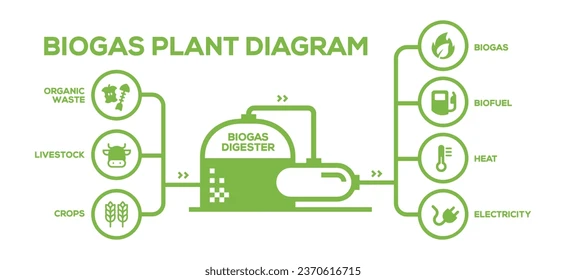 BIOGAS PLANT DIAGRAM
ORGANIC
WASTE
LIVESTOCK
CROPS
BIOGAS
DIGESTER
BIOGAS
BIOFUEL
HEAT
ELECTRICITY
shutterstock.com · 2370616715